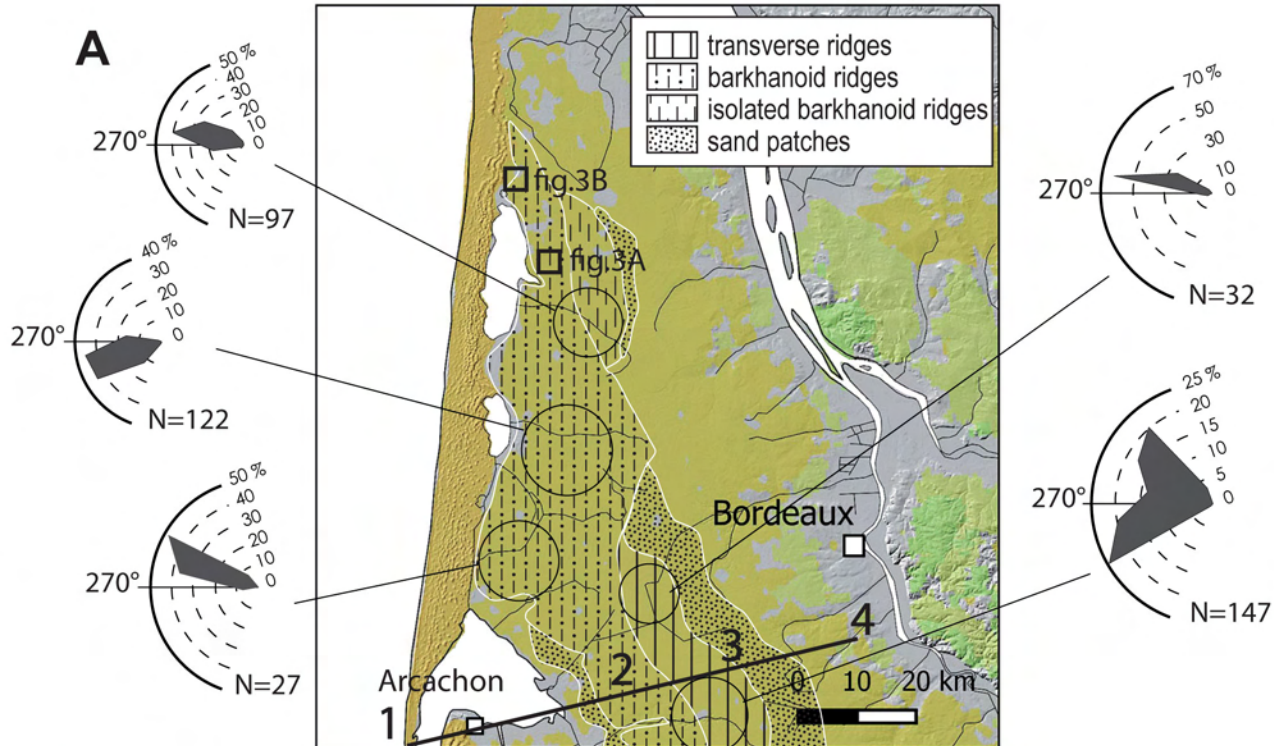 A
50 %
40
30
20
10
0
270°
N=97
40 %
30
20
10
0
270°
N=122
50 %
40
30
20
10
0
270°
N=27
transverse ridges
barkhanoid ridges
isolated barkhanoid ridges
sand patches
fig.3B
fig.3A
Bordeaux
Arcachon
1
2
3
4
0 10 20 km
70 %
50
30
10
0
270°
N=32
25 %
20
15
10
5
0
270°
N=147